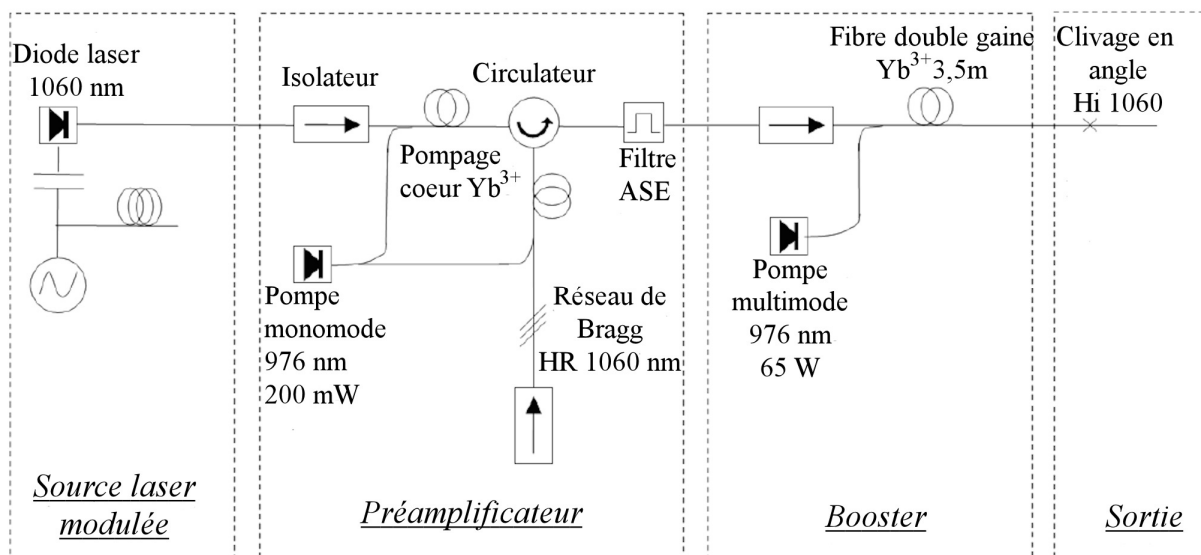 Diode laser
1060 nm
Isolateur
Circulateur
Pompage
coeur Yb³⁺
Filtre
ASE
Pompe
monomode
976 nm
200 mW
Réseau de
Bragg
HR 1060 nm
Fibre double gaine
Yb³⁺ 3,5m
Pompe
multimode
976 nm
65 W
Clivage en
angle
Hi 1060
Source laser
modulée
Préamplificateur
Booster
Sortie